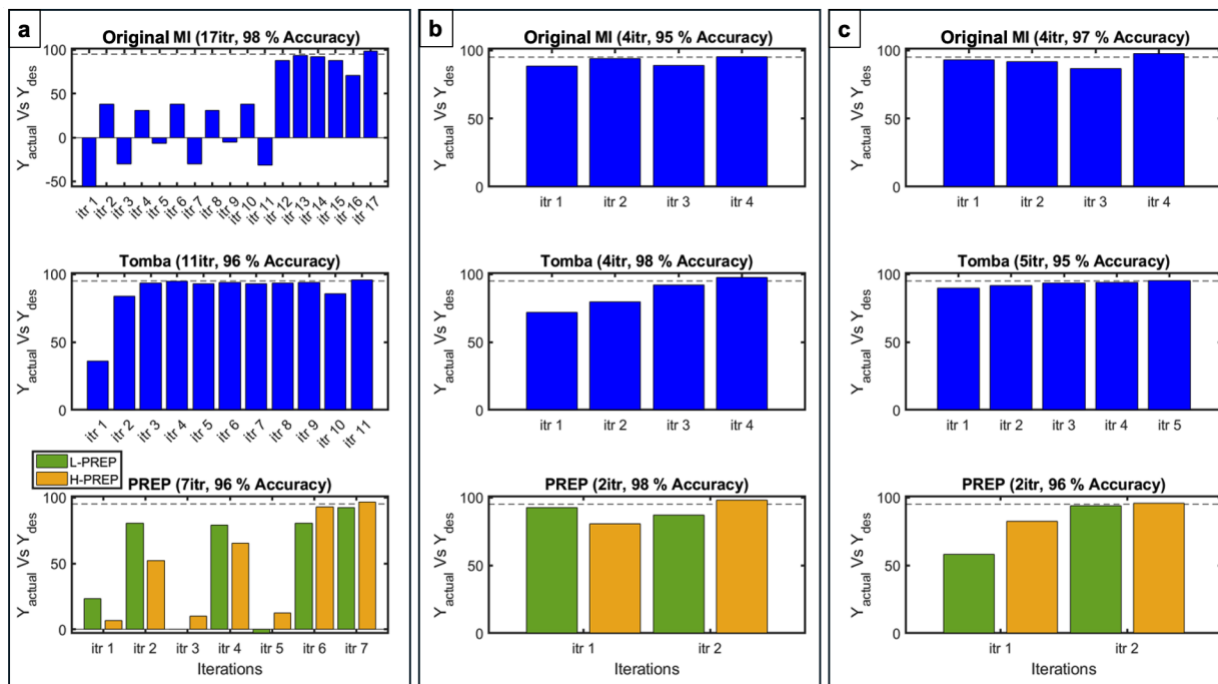 a
Original MI (17itr, 98 % Accuracy)
Y_actual Vs Y_des
100
50
0
-50
itr 1
itr 2
itr 3
itr 4
itr 5
itr 6
itr 7
itr 8
itr 9
itr 10
itr 11
itr 12
itr 13
itr 14
itr 15
itr 16
itr 17
Tomba (11itr, 96 % Accuracy)
Y_actual Vs Y_des
100
50
0
itr 1
itr 2
itr 3
itr 4
itr 5
itr 6
itr 7
itr 8
itr 9
itr 10
itr 11
L-PREP
H-PREP
PREP (7itr, 96 % Accuracy)
Y_actual Vs Y_des
100
50
0
itr 1
itr 2
itr 3
itr 4
itr 5
itr 6
itr 7
Iterations
b
Original MI (4itr, 95 % Accuracy)
Y_actual Vs Y_des
100
50
0
itr 1
itr 2
itr 3
itr 4
Tomba (4itr, 98 % Accuracy)
Y_actual Vs Y_des
100
50
0
itr 1
itr 2
itr 3
itr 4
PREP (2itr, 98 % Accuracy)
Y_actual Vs Y_des
100
50
0
itr 1
itr 2
Iterations
c
Original MI (4itr, 97 % Accuracy)
Y_actual Vs Y_des
100
50
0
itr 1
itr 2
itr 3
itr 4
Tomba (5itr, 95 % Accuracy)
Y_actual Vs Y_des
100
50
0
itr 1
itr 2
itr 3
itr 4
itr 5
PREP (2itr, 96 % Accuracy)
Y_actual Vs Y_des
100
50
0
itr 1
itr 2
Iterations